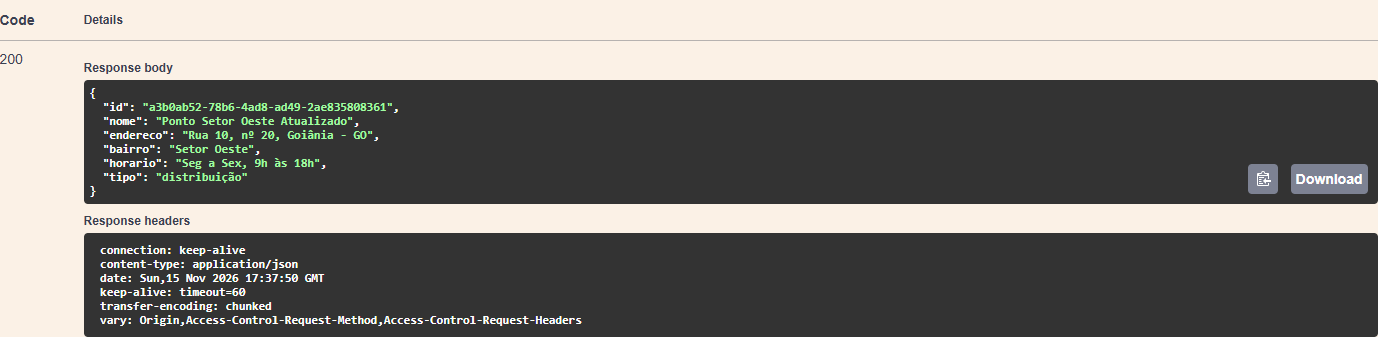 Code Details
200
Response body
{
"id": "a3b0ab52-78b6-4ad8-ad49-2ae835808361",
"nome": "Ponto Setor Oeste Atualizado",
"endereco": "Rua 10, nº 20, Goiânia - GO",
"bairro": "Setor Oeste",
"horario": "Seg a Sex, 9h às 18h",
"tipo": "distribuição"
}
Download
Response headers
connection: keep-alive
content-type: application/json
date: Sun,15 Nov 2026 17:37:50 GMT
keep-alive: timeout=60
transfer-encoding: chunked
vary: Origin,Access-Control-Request-Method,Access-Control-Request-Headers